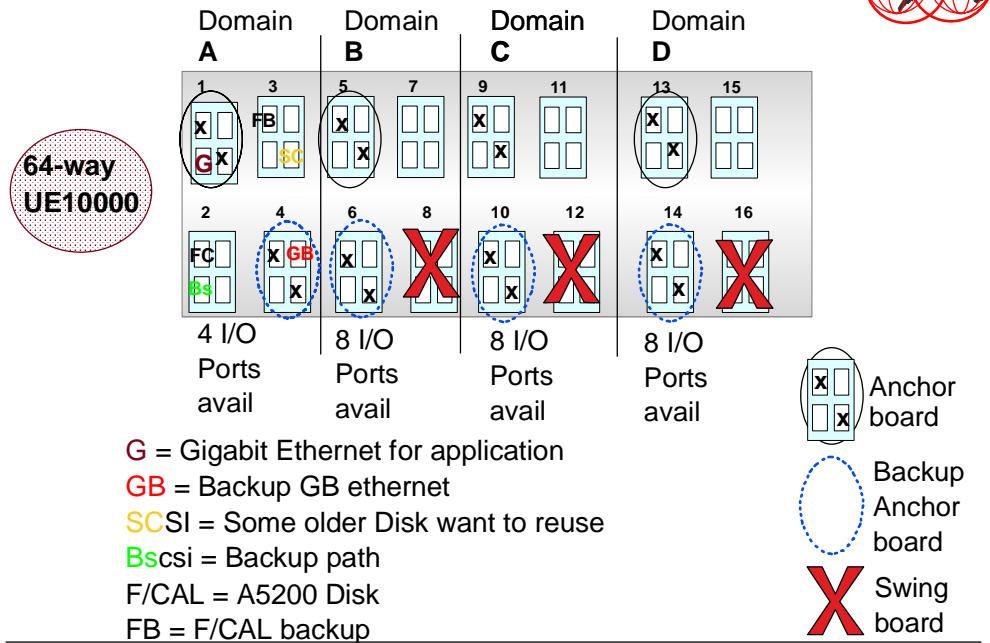 Domain A
Domain B
Domain C
Domain D
1 3 5 7 9 11 13 15
x
G x
FB
SC
x
x
x
x
x
x
64-way
UE10000
2 4 6 8 10 12 14 16
FC
Bs
x GB
x
x
x
x
x
x
x
4 I/O
Ports
avail
8 I/O
Ports
avail
8 I/O
Ports
avail
8 I/O
Ports
avail
x
x
Anchor
board
Backup
Anchor
board
Swing
board
G = Gigabit Ethernet for application
GB = Backup GB ethernet
SCSI = Some older Disk want to reuse
Bscsi = Backup path
F/CAL = A5200 Disk
FB = F/CAL backup